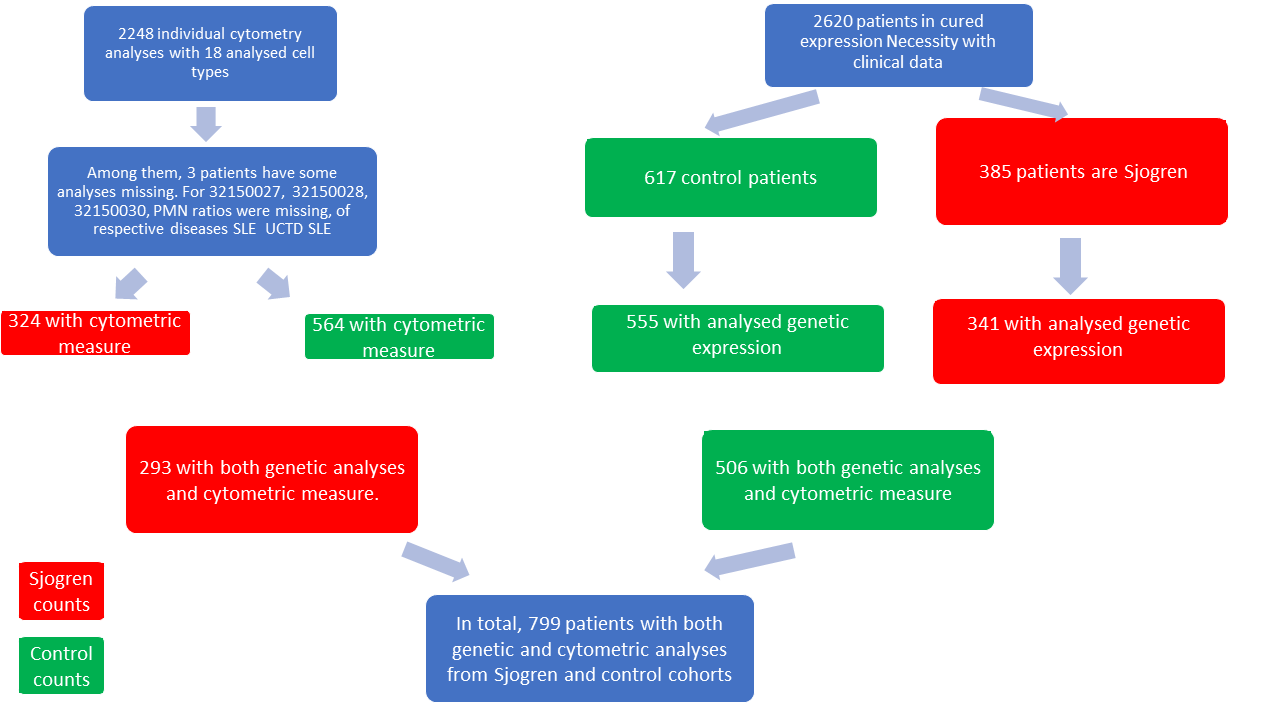 2248 individual cytometry
analyses with 18 analysed cell
types
2620 patients in cured
expression Necessity with
clinical data
Among them, 3 patients have some
analyses missing. For 32150027, 32150028,
32150030, PMN ratios were missing, of
respective diseases SLE UCTD SLE
617 control patients
385 patients are Sjogren
324 with cytometric
measure
564 with cytometric
measure
555 with analysed genetic
expression
341 with analysed genetic
expression
293 with both genetic analyses
and cytometric measure.
506 with both genetic analyses
and cytometric measure
Sjogren
counts
Control
counts
In total, 799 patients with both
genetic and cytometric analyses
from Sjogren and control cohorts